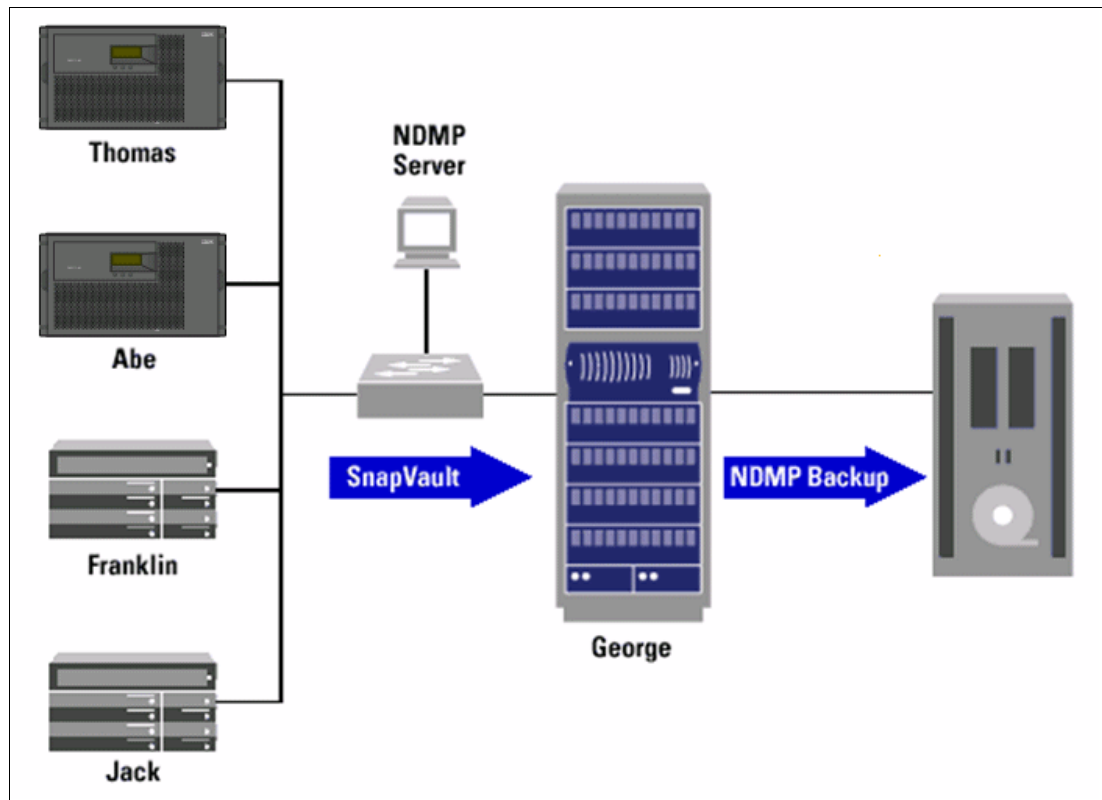 Thomas
NDMP
Server
Abe
SnapVault
NDMP Backup
Franklin
George
Jack